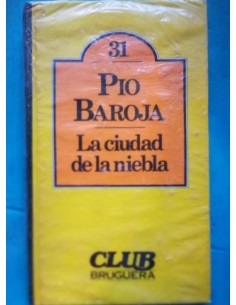 31
PIO
BAROJA
La ciudad
de la niebla
CLUB
BRUGUERA